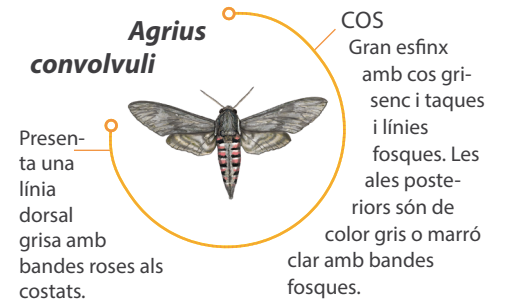 Agrius
convolvuli
COS
Gran esfinx
amb cos gri-
senc i taques
i línies
fosques. Les
ales poste-
riors són de
color gris o marró
clar amb bandes
fosques.
Presen-
ta una
línia
dorsal
grisa amb
bandes roses als
costats.